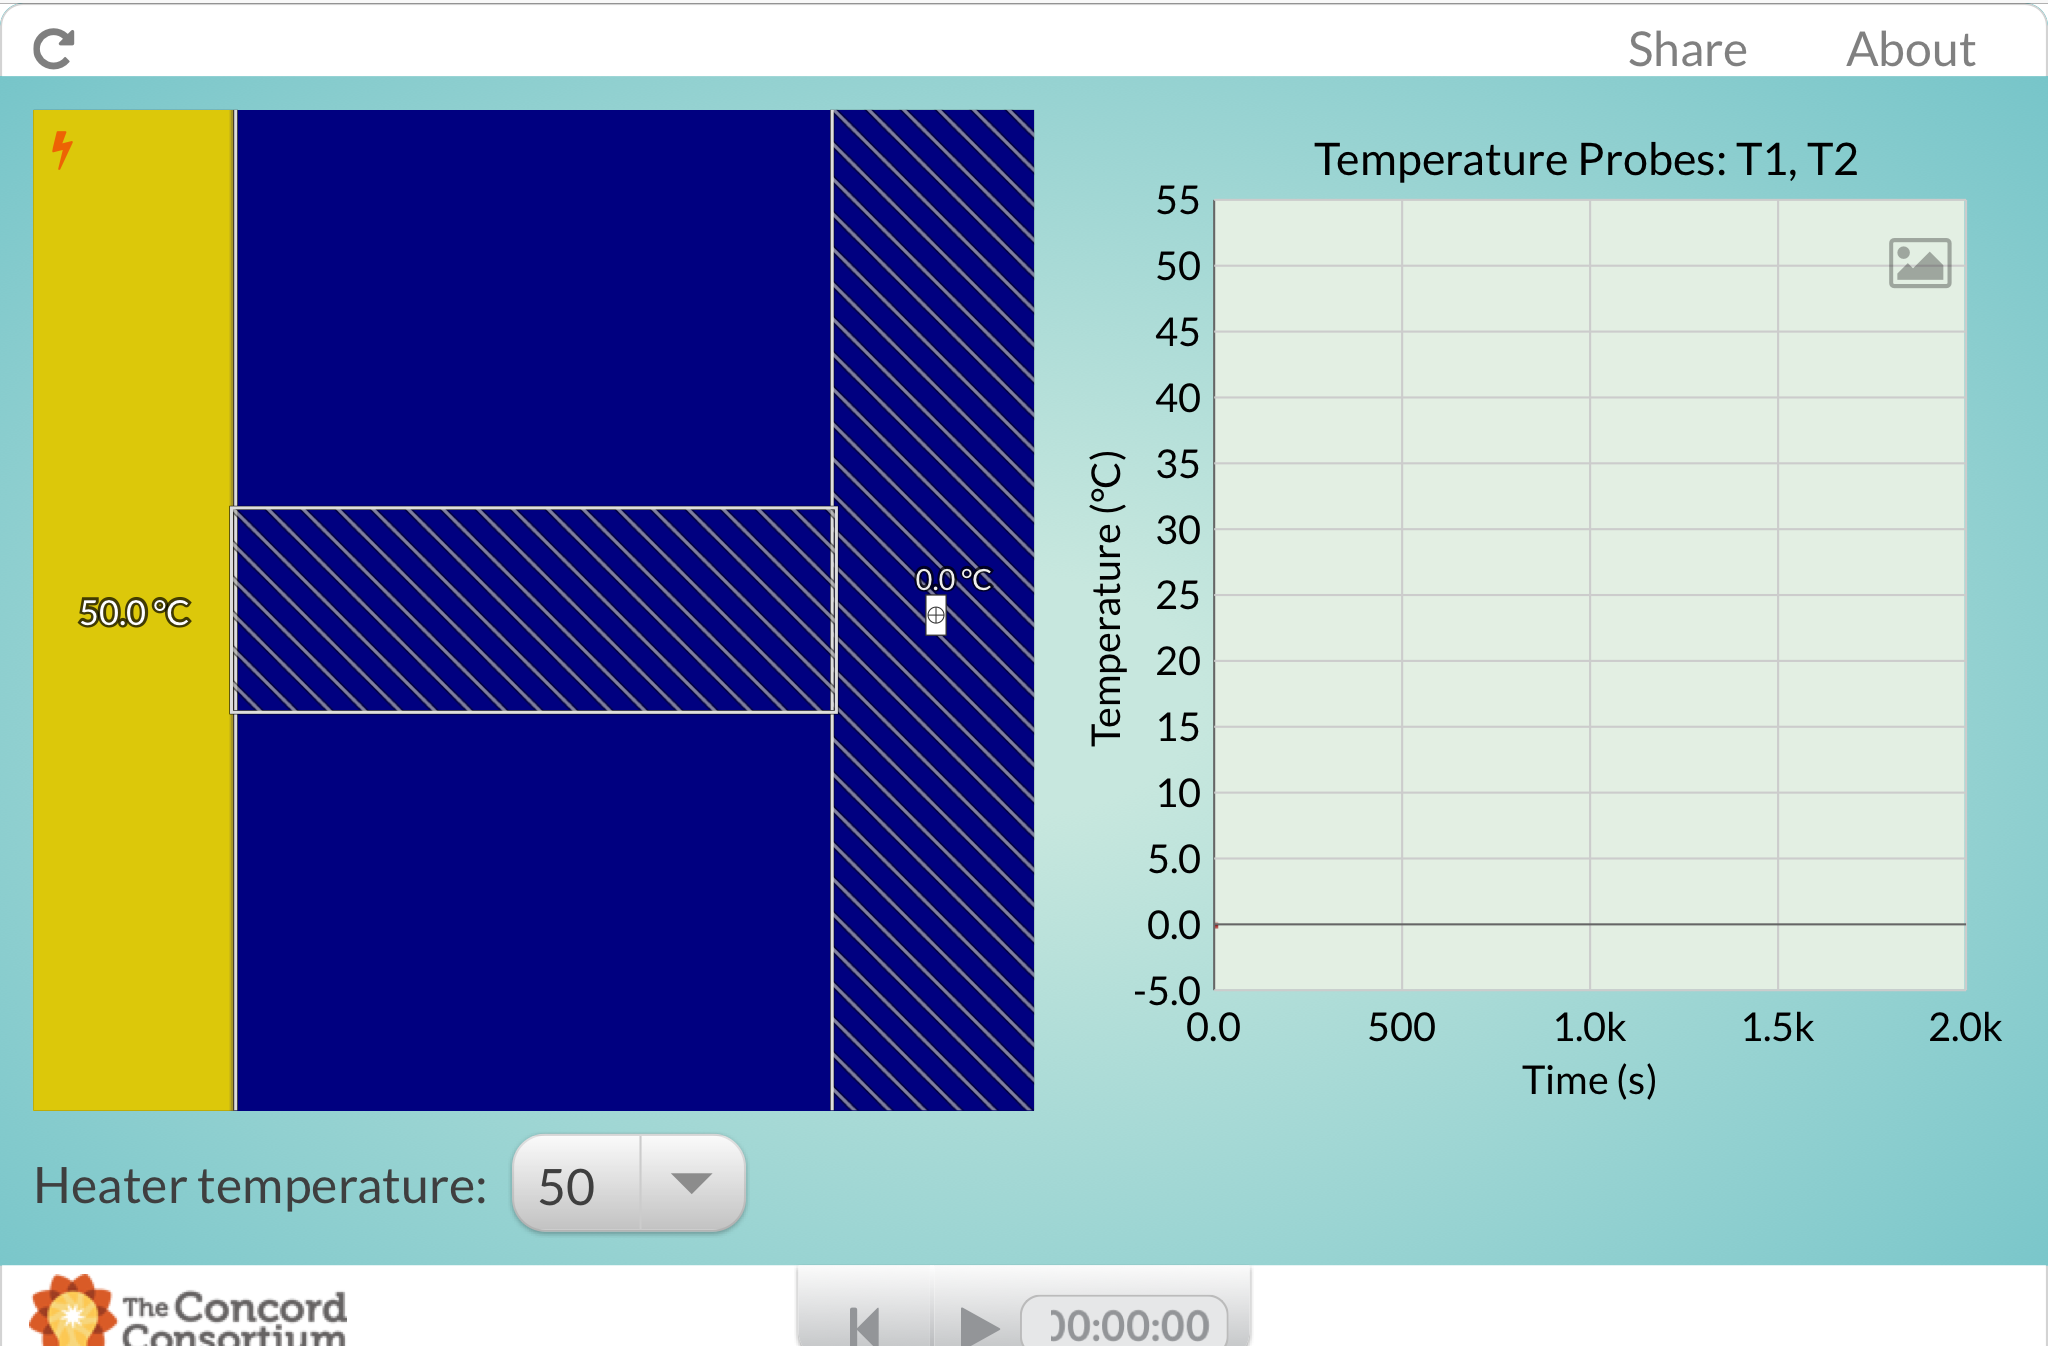 Share About
Temperature Probes: T1, T2
55
50
45
40
35
30
25
20
15
10
5.0
0.0
-5.0
Temperature (°C)
0.0 500 1.0k 1.5k 2.0k
Time (s)
50.0 °C
0.0 °C
Heater temperature: 50
The Concord
Consortium
00:00:00